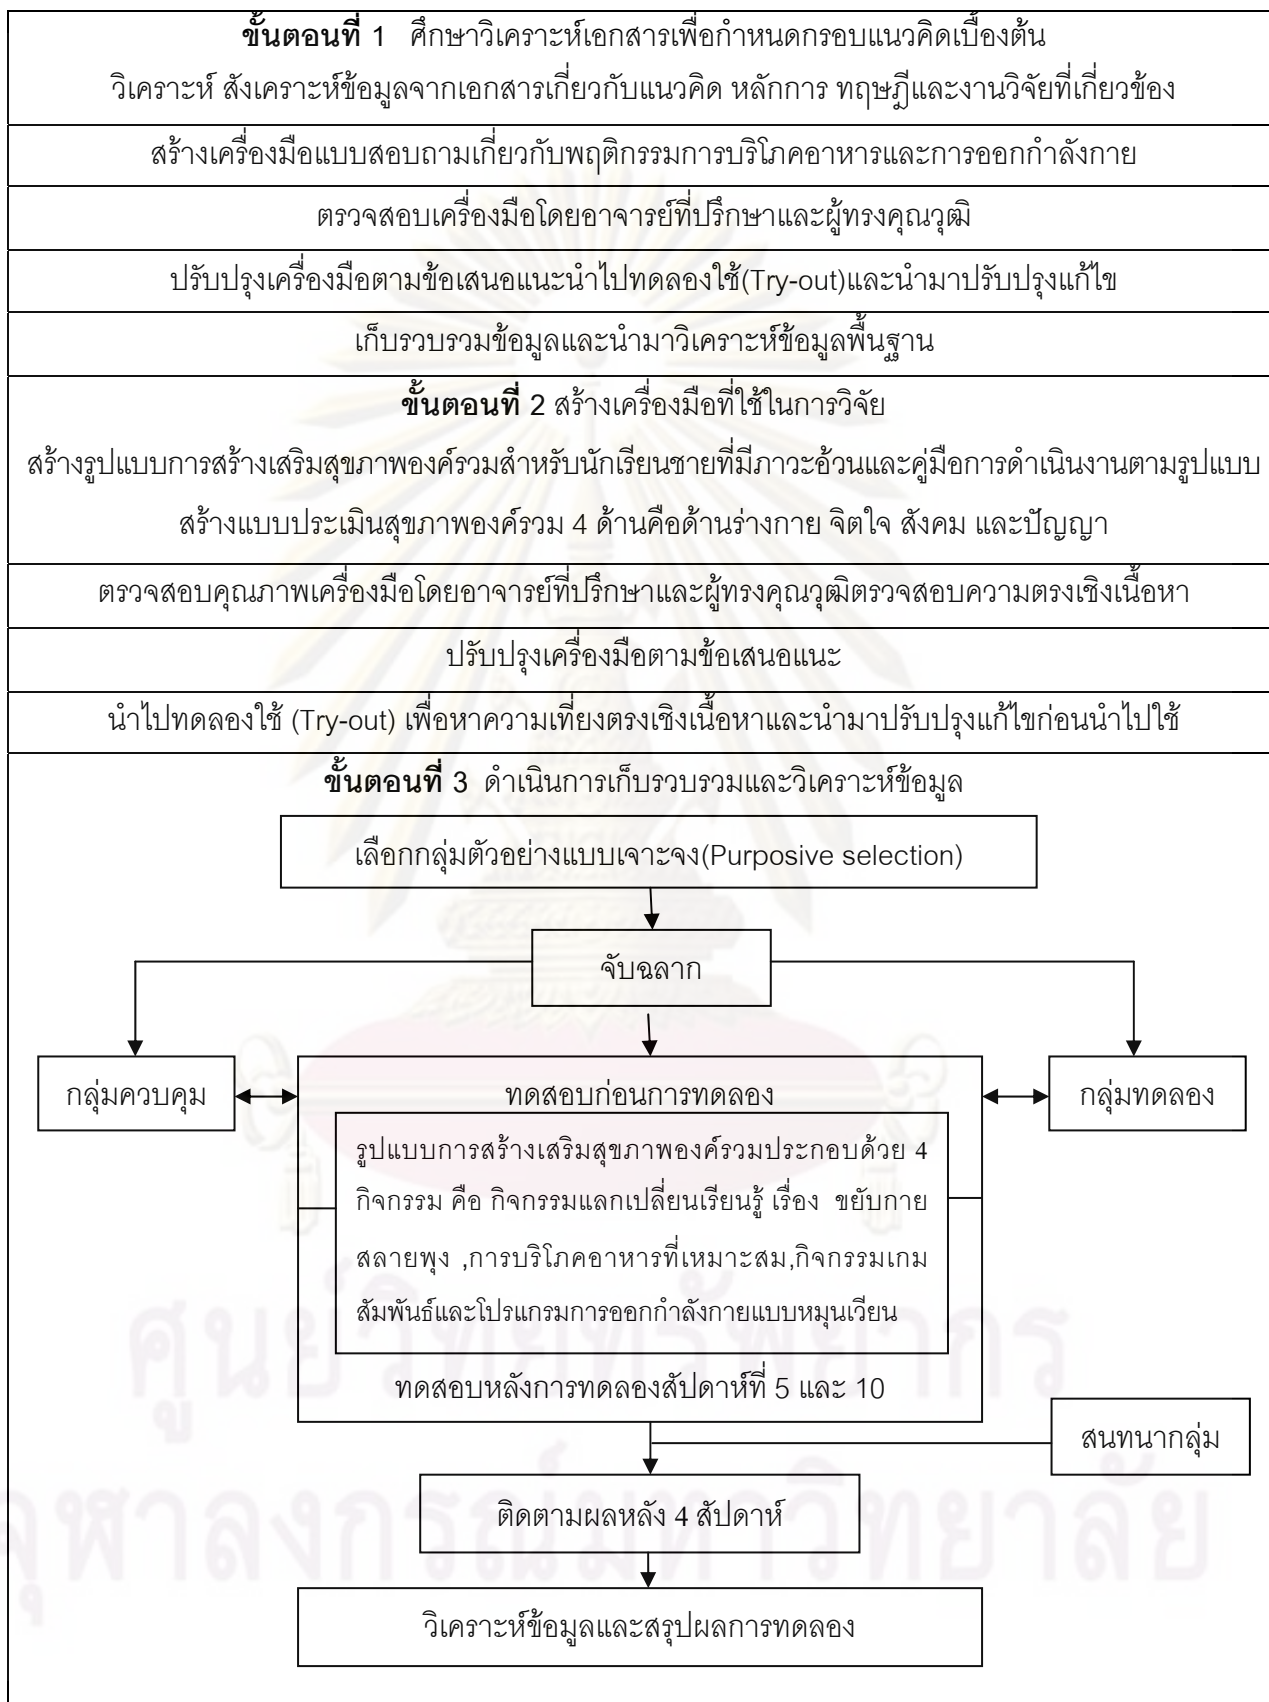 ขั้นตอนที่ 1 ศึกษาวิเคราะห์เอกสารเพื่อกำหนดกรอบแนวคิดเบื้องต้น
วิเคราะห์ สังเคราะห์ข้อมูลจากเอกสารเกี่ยวกับแนวคิด หลักการ ทฤษฎีและงานวิจัยที่เกี่ยวข้อง
สร้างเครื่องมือแบบสอบถามเกี่ยวกับพฤติกรรมการบริโภคอาหารและการออกกำลังกาย
ตรวจสอบเครื่องมือโดยอาจารย์ที่ปรึกษาและผู้ทรงคุณวุฒิ
ปรับปรุงเครื่องมือตามข้อเสนอแนะนำไปทดลองใช้(Try-out)และนำมาปรับปรุงแก้ไข
เก็บรวบรวมข้อมูลและนำมาวิเคราะห์ข้อมูลพื้นฐาน
ขั้นตอนที่ 2 สร้างเครื่องมือที่ใช้ในการวิจัย
สร้างรูปแบบการสร้างเสริมสุขภาพองค์รวมสำหรับนักเรียนชายที่มีภาวะอ้วนและคู่มือการดำเนินงานตามรูปแบบ
สร้างแบบประเมินสุขภาพองค์รวม 4 ด้านคือด้านร่างกาย จิตใจ สังคม และปัญญา
ตรวจสอบคุณภาพเครื่องมือโดยอาจารย์ที่ปรึกษาและผู้ทรงคุณวุฒิตรวจสอบความตรงเชิงเนื้อหา
ปรับปรุงเครื่องมือตามข้อเสนอแนะ
นำไปทดลองใช้ (Try-out) เพื่อหาความเที่ยงตรงเชิงเนื้อหาและนำมาปรับปรุงแก้ไขก่อนนำไปใช้
ขั้นตอนที่ 3 ดำเนินการเก็บรวบรวมและวิเคราะห์ข้อมูล
เลือกกลุ่มตัวอย่างแบบเจาะจง(Purposive selection)
จับฉลาก
กลุ่มควบคุม
ทดสอบก่อนการทดลอง
กลุ่มทดลอง
รูปแบบการสร้างเสริมสุขภาพองค์รวมประกอบด้วย 4
กิจกรรม คือ กิจกรรมแลกเปลี่ยนเรียนรู้ เรื่อง ขยับกาย
สลายพุง ,การบริโภคอาหารที่เหมาะสม,กิจกรรมเกม
สัมพันธ์และโปรแกรมการออกกำลังกายแบบหมุนเวียน
ทดสอบหลังการทดลองสัปดาห์ที่ 5 และ 10
สนทนากลุ่ม
ติดตามผลหลัง 4 สัปดาห์
วิเคราะห์ข้อมูลและสรุปผลการทดลอง
ศูนย์วิทยทรัพยากร
จุฬาลงกรณ์มหาวิทยาลัย